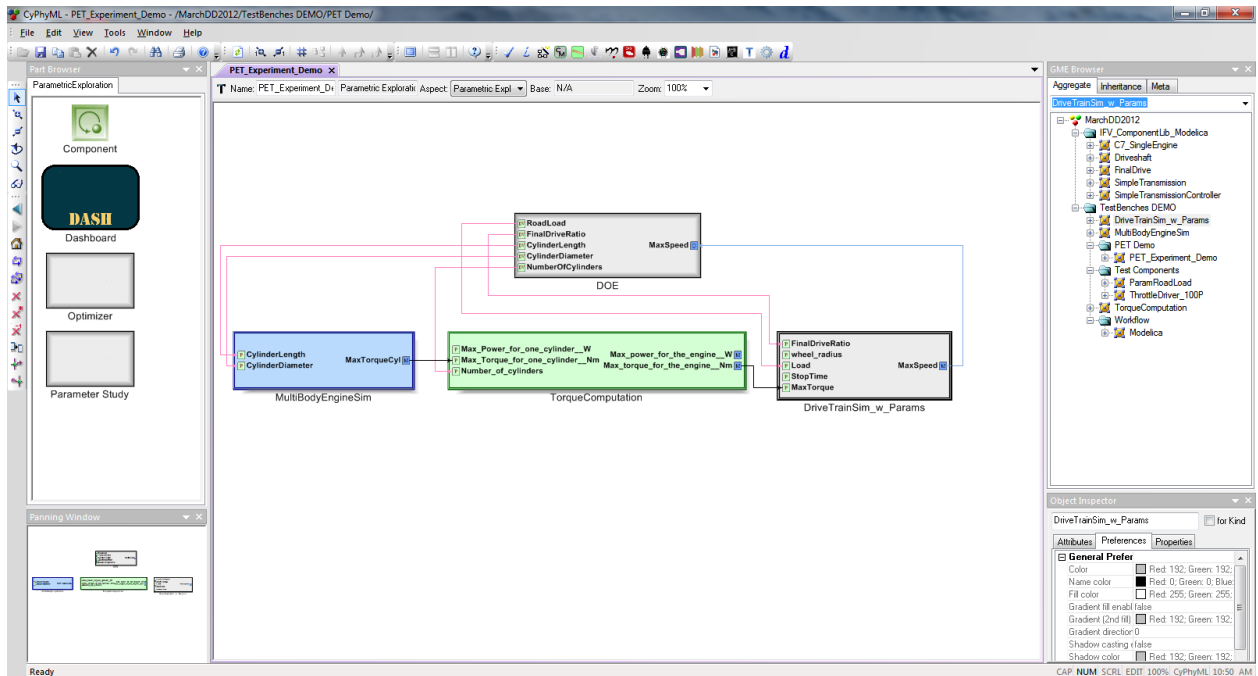 CyPhyML - PET_Experiment_Demo - /MarchDD2012/TestBenches DEMO/PET Demo/
File Edit View Tools Window Help
Part Browser
ParametricExploration
Component
DASH
Dashboard
Optimizer
Parameter Study
Panning Window
PET_Experiment_Demo
Name: PET_Experiment_De Parametric Exploratic Aspect: Parametric Expl Base: N/A Zoom: 100%
RoadLoad
FinalDriveRatio
CylinderLength MaxSpeed
CylinderDiameter
NumberOfCylinders
DOE
CylinderLength MaxTorqueCyl
CylinderDiameter
MultiBodyEngineSim
Max_Power_for_one_cylinder__W Max_power_for_the_engine__W
Max_Torque_for_one_cylinder__Nm Max_torque_for_the_engine__Nm
Number_of_cylinders
TorqueComputation
FinalDriveRatio
wheel_radius
Load MaxSpeed
StopTime
MaxTorque
DriveTrainSim_w_Params
GME Browser
Aggregate Inheritance Meta
DriveTrainSim_w_Params
MarchDD2012
IFV_ComponentLib_Modelica
C7_SingleEngine
Driveshaft
FinalDrive
SimpleTransmission
SimpleTransmissionController
TestBenches DEMO
DriveTrainSim_w_Params
MultiBodyEngineSim
PET Demo
PET_Experiment_Demo
Test Components
ParamRoadLoad
ThrottleDriver_100P
TorqueComputation
Workflow
Modelica
Object Inspector
DriveTrainSim_w_Params for Kind
Attributes Preferences Properties
General Prefer
Color Red: 192; Green: 192;
Name color Red: 0; Green: 0; Blue:
Fill color Red: 255; Green: 255;
Gradient fill enabl false
Gradient (2nd fill) Red: 192; Green: 192;
Gradient direction 0
Shadow casting e false
Shadow color Red: 192; Green: 192;
Ready
CAP NUM SCRL EDIT 100% CyPhyML 10:50 AM